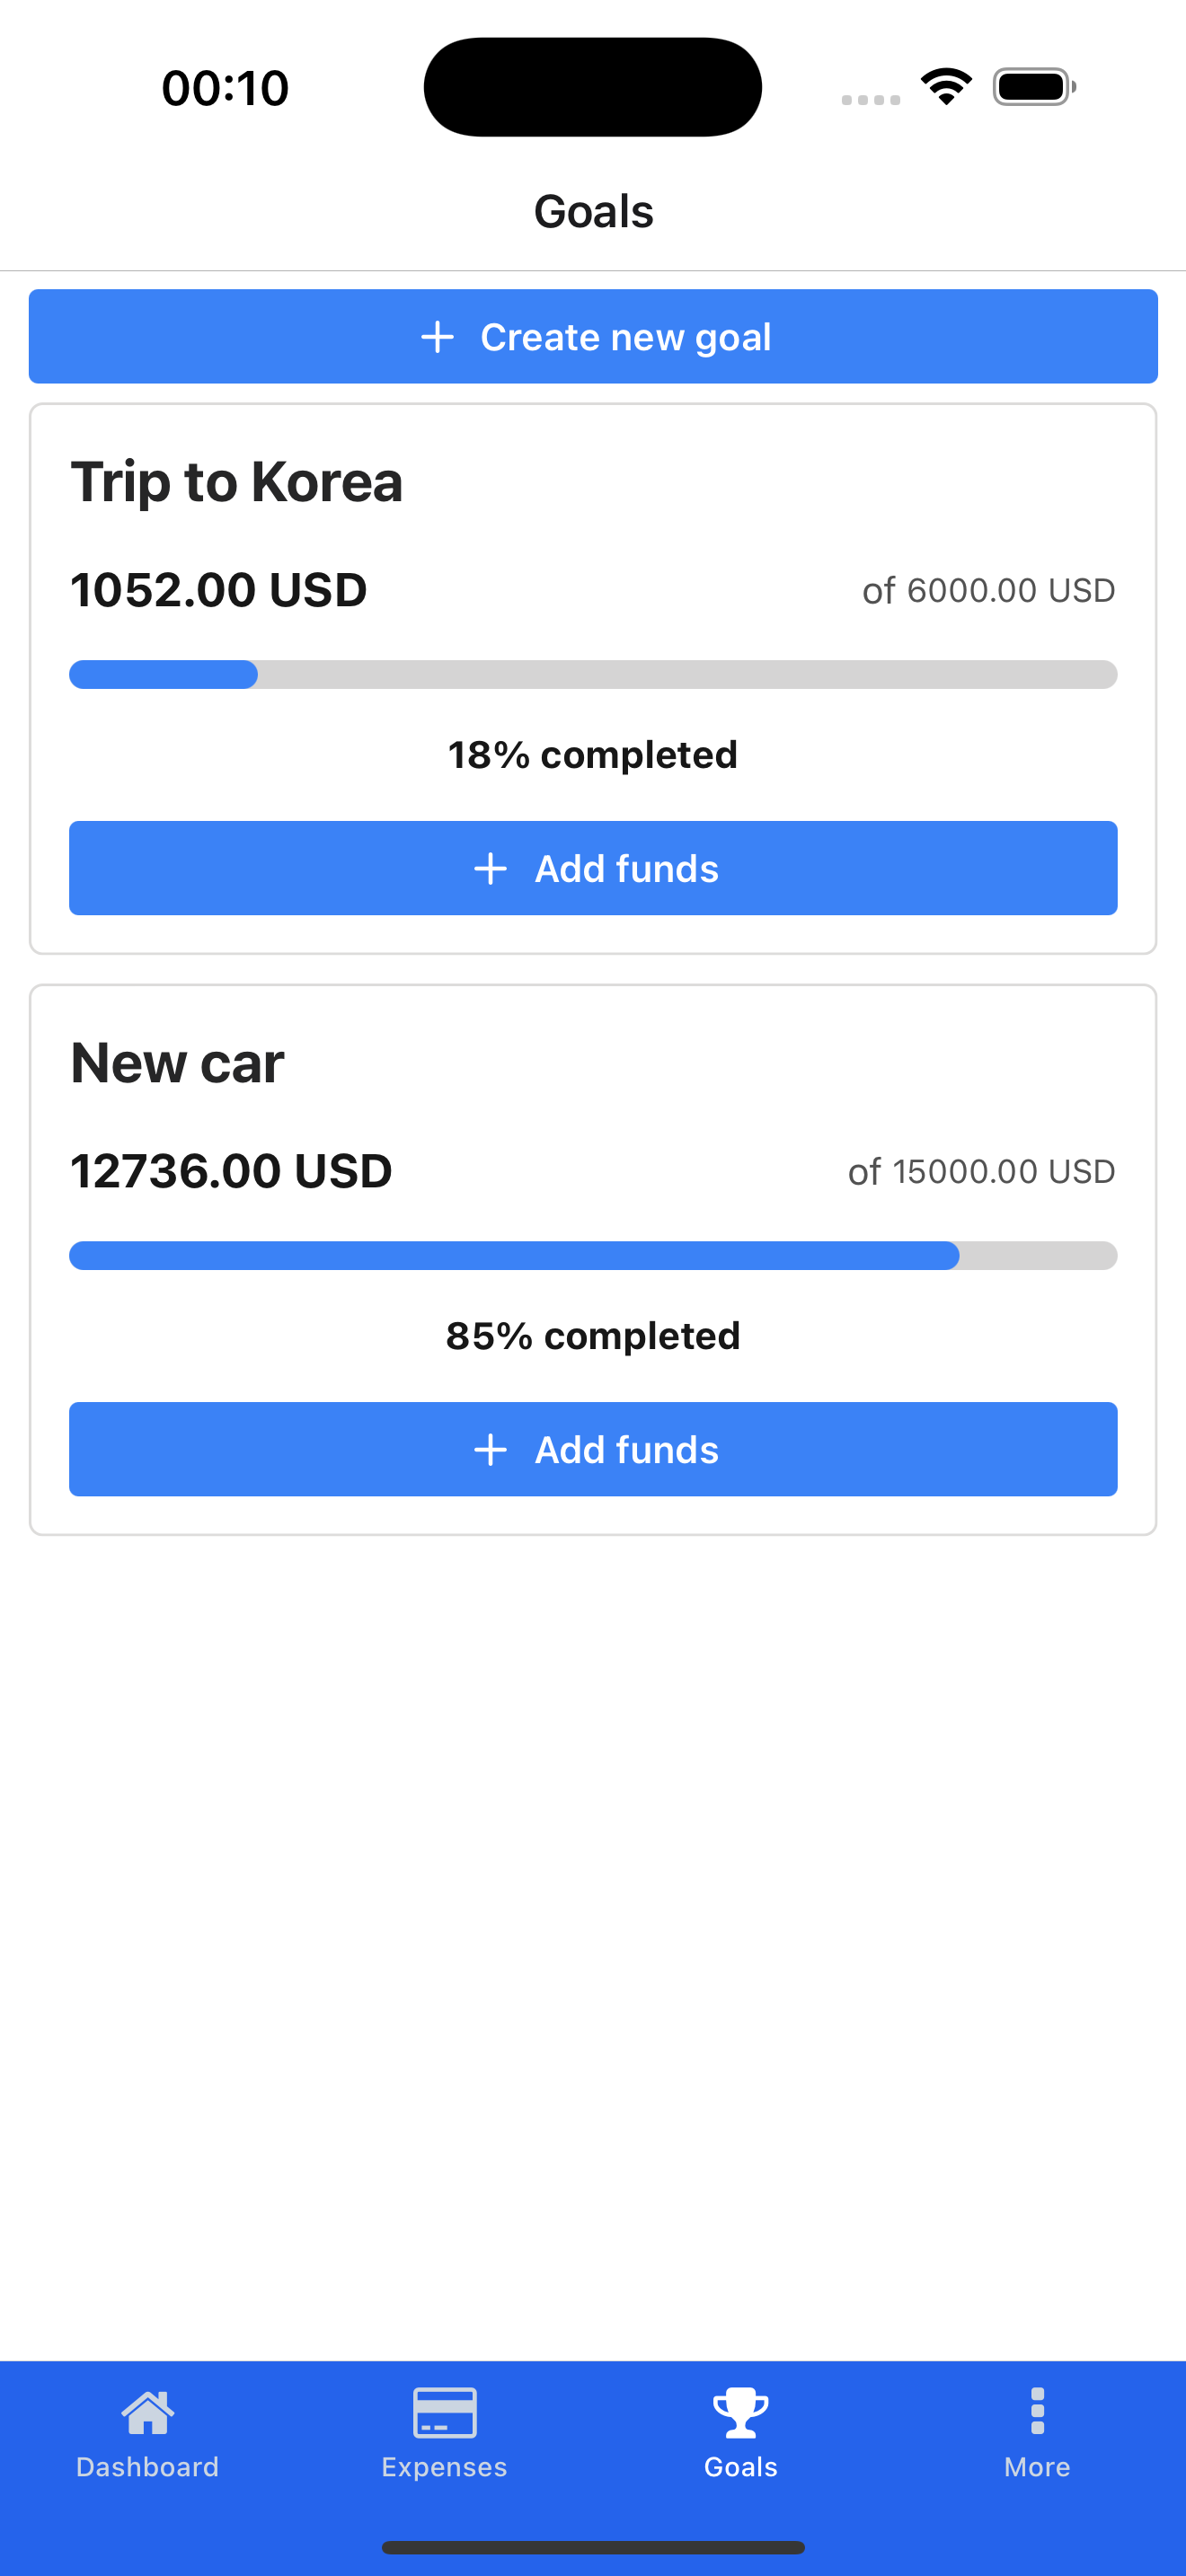 00:10
Goals
Create new goal
Trip to Korea
1052.00 USD of 6000.00 USD
18% completed
Add funds
New car
12736.00 USD of 15000.00 USD
85% completed
Add funds
Dashboard Expenses Goals More